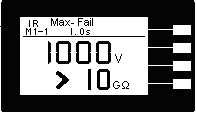 IR Max- Fail
M1-1 1.0s
1000V
> 10GΩ